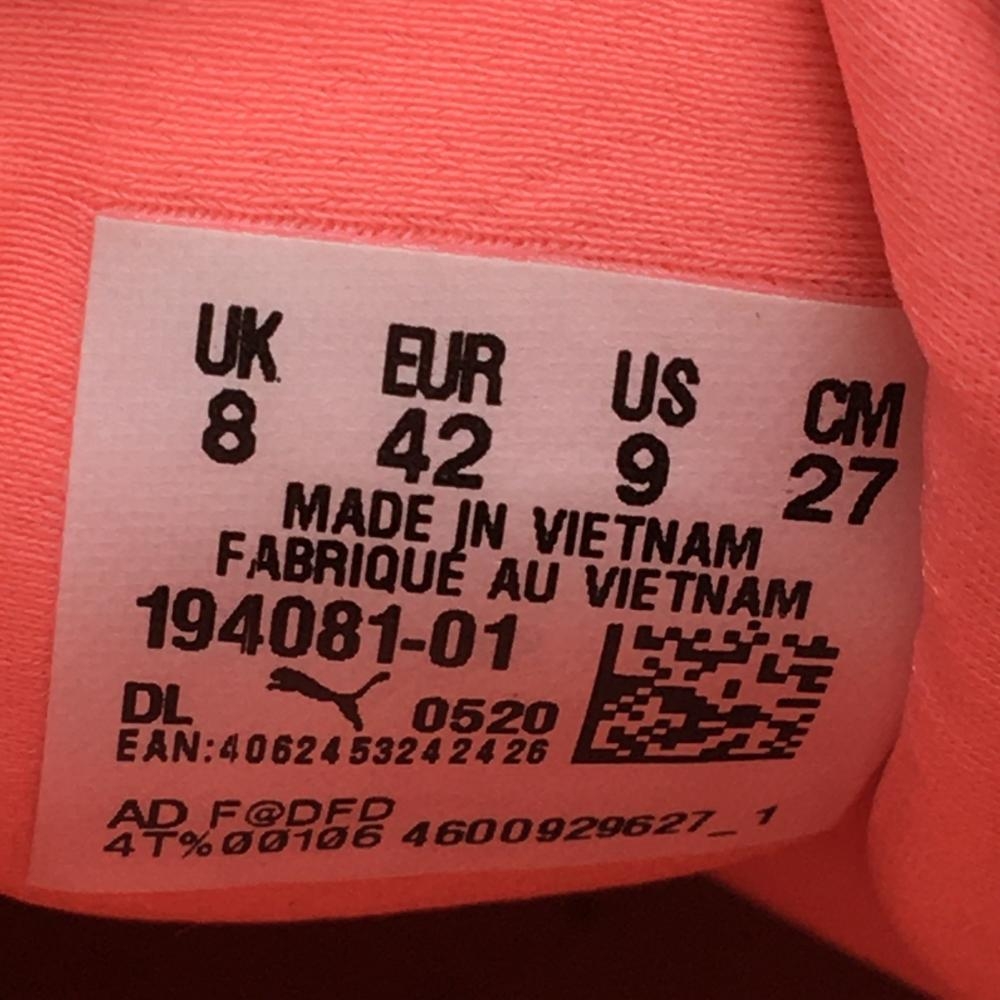 UK EUR US CM
8 42 9 27
MADE IN VIETNAM
FABRIQUÉ AU VIETNAM
194081-01
DL 0520
EAN:4062453242426
AD F@DFD
4T%00106 4600929627_1